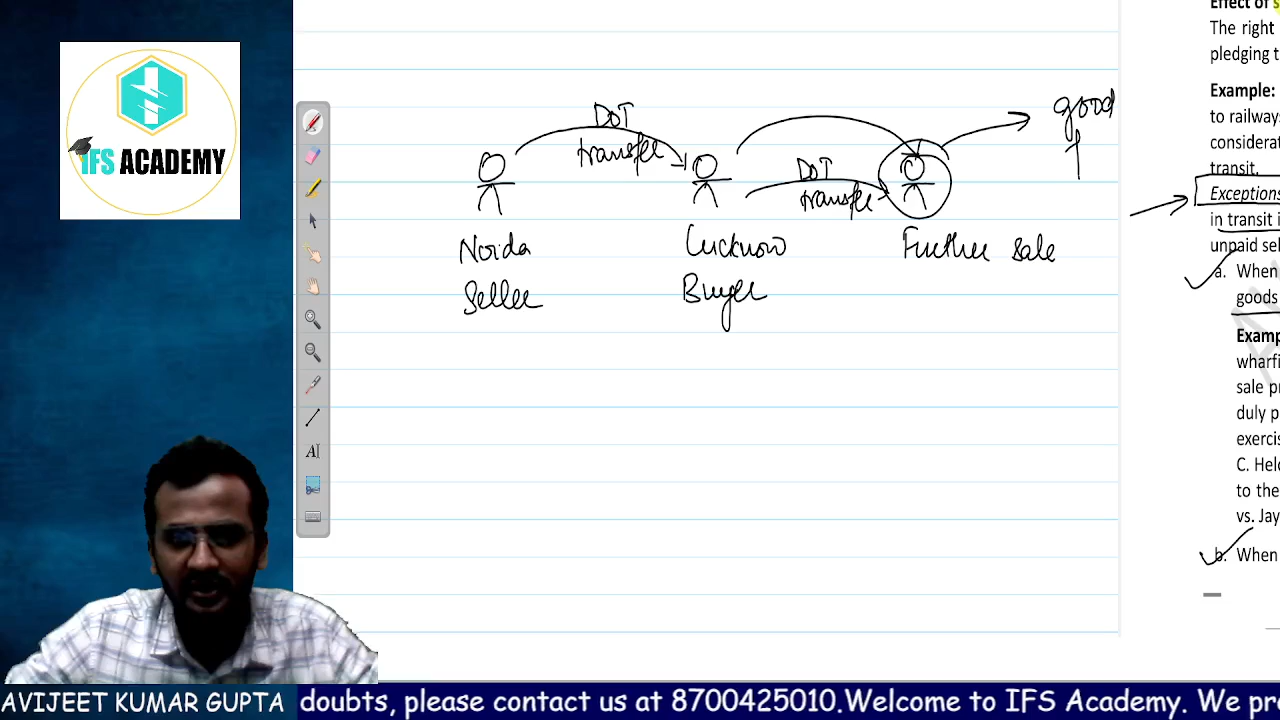 IFS ACADEMY
DOT
transfer
DOT
transfer
good
f
Noida
Seller
Lucknow
Buyer
Further sale
A
Effect of s
The right
pledging t
Example:
to railways
considerat
transit.
Exceptions
in transit i
unpaid sel
a. When
goods
Examp
wharfi
sale pr
duly p
exercis
C. Held
to the
vs. Jay
b. When
AVIJEET KUMAR GUPTA doubts, please contact us at 8700425010.Welcome to IFS Academy. We pr